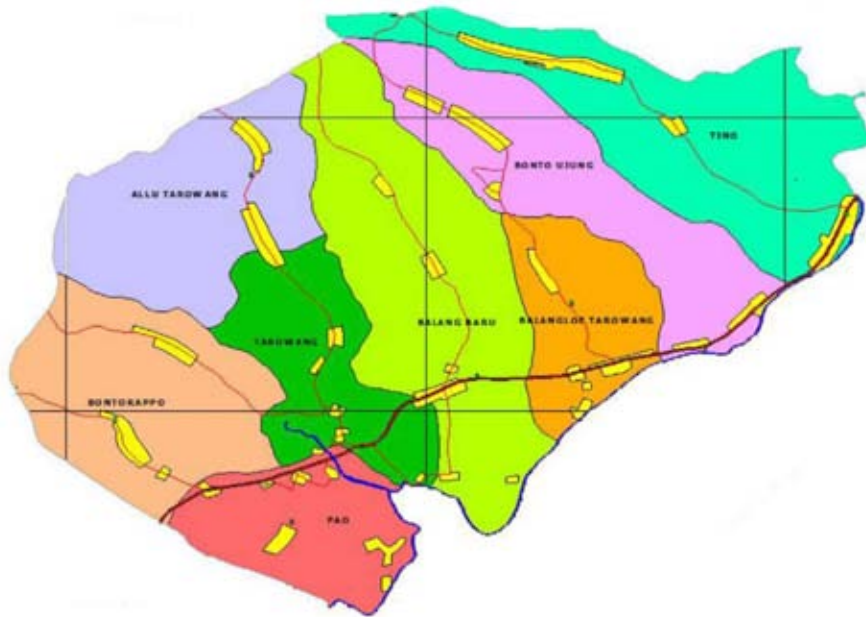 TINO
BONTO UJUNG
ALLU TAROWANG
BALANG BARU
BALANGLOE TAROWANG
TAROWANG
BONTORAPPO
PAO